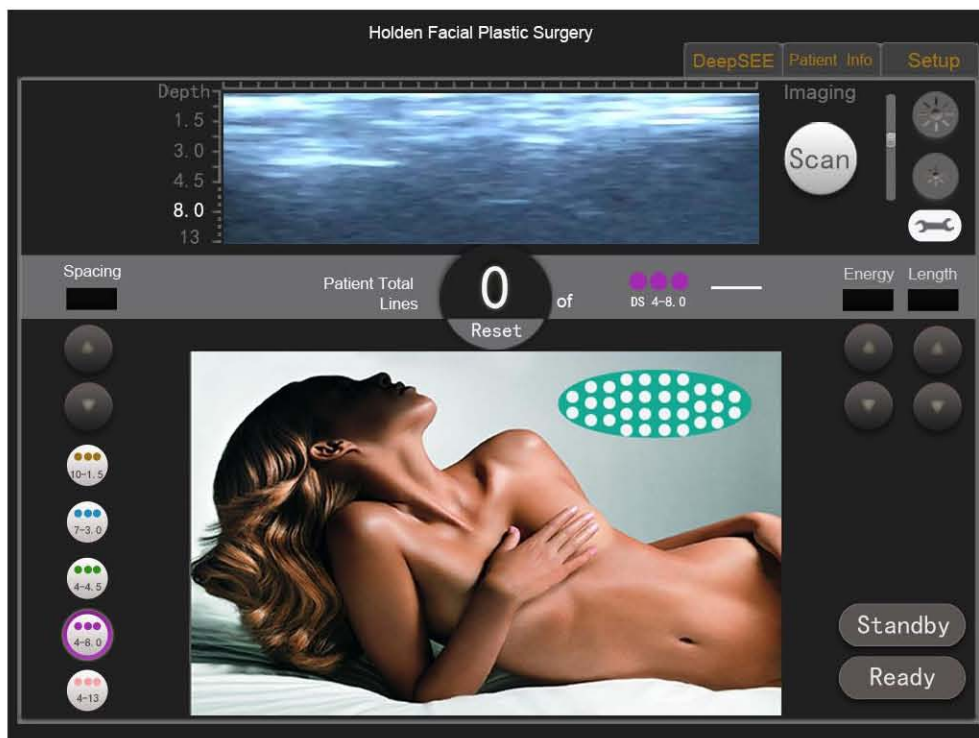 Holden Facial Plastic Surgery
DeepSEE
Patient Info
Setup
Depth
1.5
3.0
4.5
8.0
13
Imaging
Scan
Spacing
Patient Total
Lines
0
Reset
of
DS 4-8.0
Energy
Length
10-1.5
7-3.0
4-4.5
4-8.0
4-13
Standby
Ready